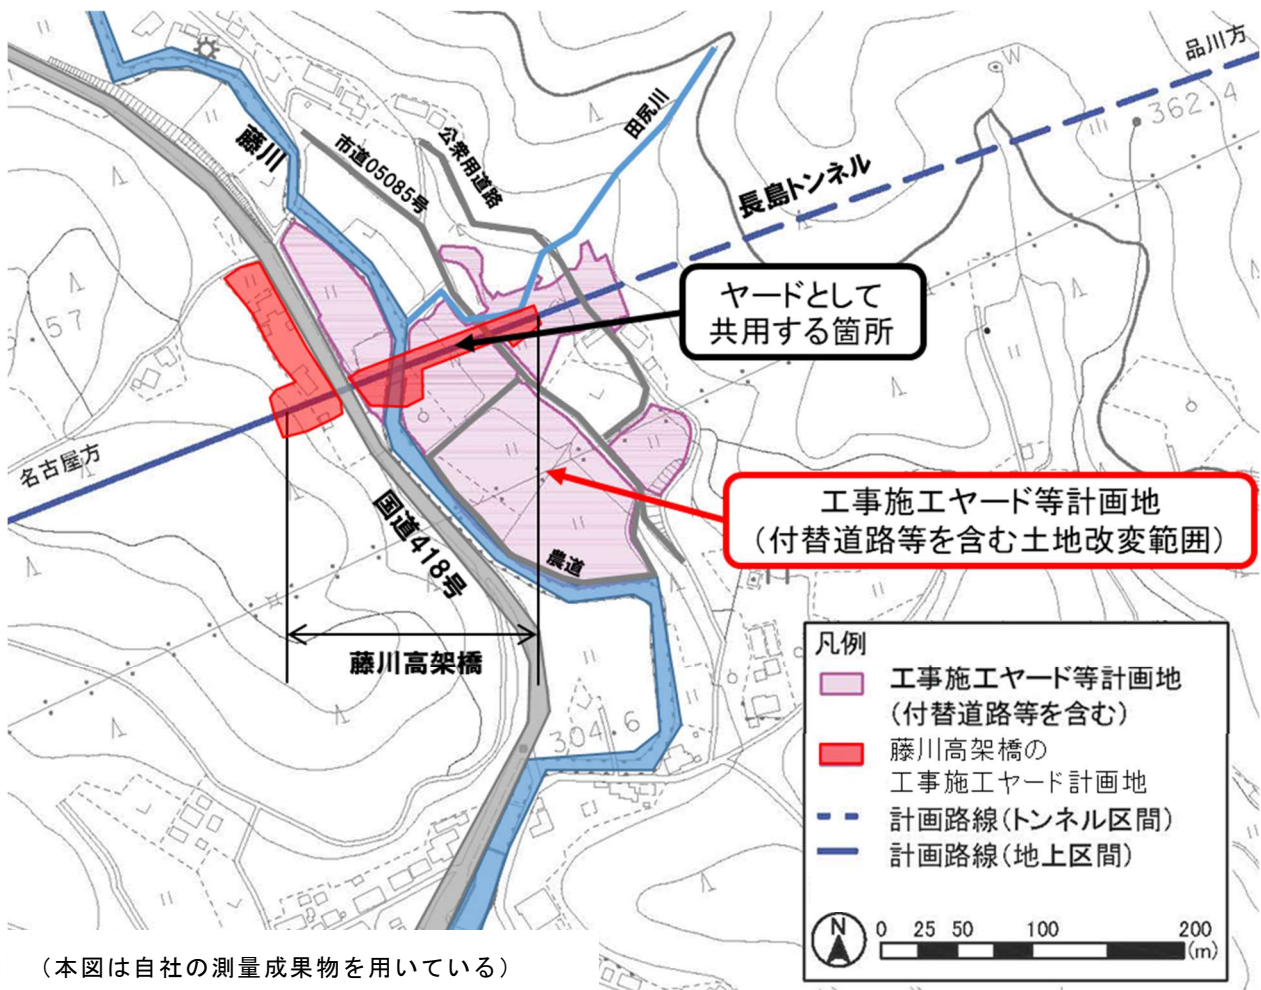 品川方
362.4
W
田尻川
公衆用道路
市道05085号
藤川
長島トンネル
ヤードとして
共用する箇所
57
名古屋方
工事施工ヤード等計画地
(付替道路等を含む土地改変範囲)
国道418号
農道
藤川高架橋
304.6
凡例
工事施工ヤード等計画地
(付替道路等を含む)
藤川高架橋の
工事施工ヤード計画地
計画路線(トンネル区間)
計画路線(地上区間)
N
0 25 50 100 200
(m)
(本図は自社の測量成果物を用いている)